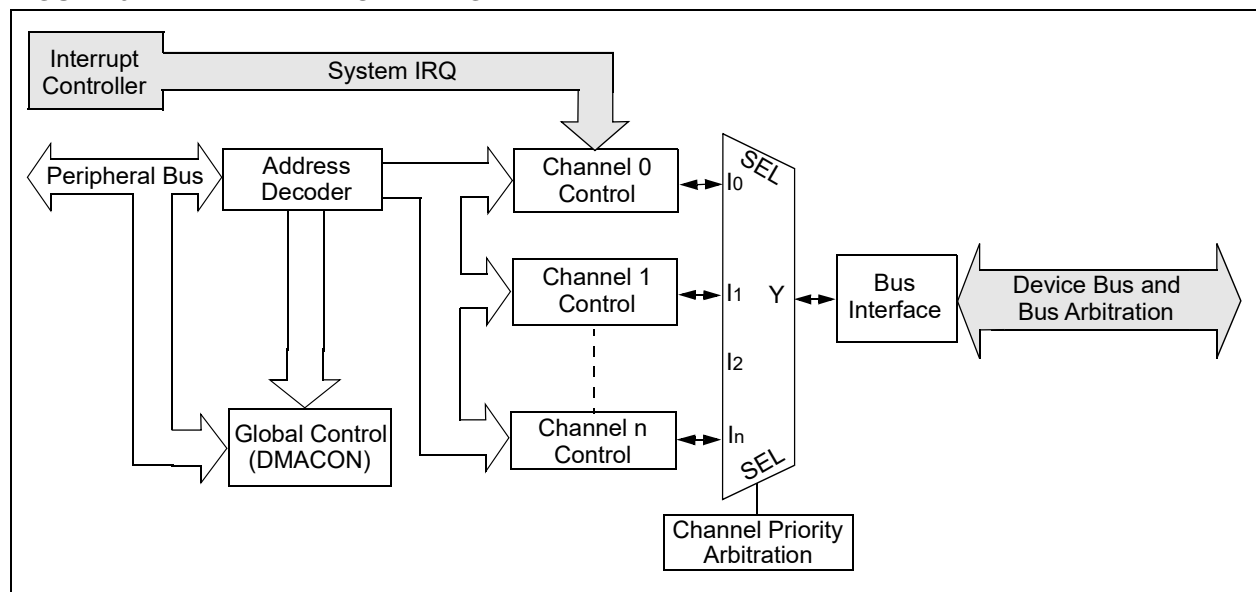 Interrupt
Controller
System IRQ
Peripheral Bus
Address
Decoder
Channel 0
Control
I0
SEL
Channel 1
Control
I1
Y
Bus
Interface
Device Bus and
Bus Arbitration
I2
Global Control
(DMACON)
Channel n
Control
In
SEL
Channel Priority
Arbitration